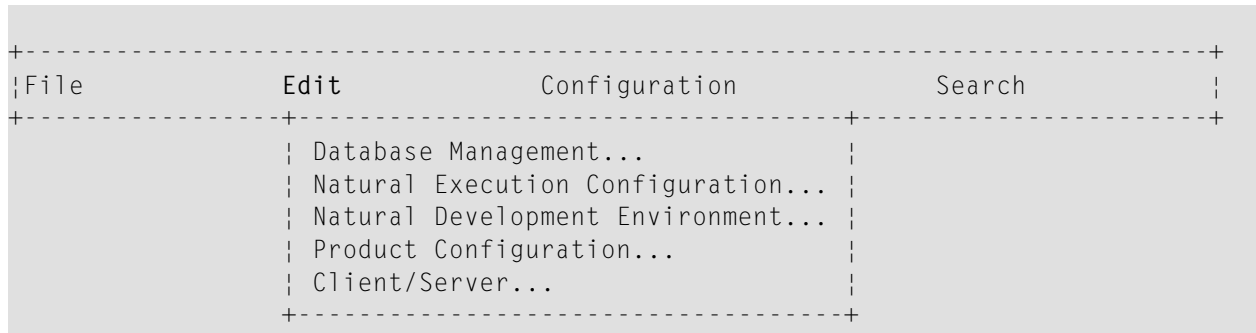 File Edit Configuration Search
Database Management...
Natural Execution Configuration...
Natural Development Environment...
Product Configuration...
Client/Server...